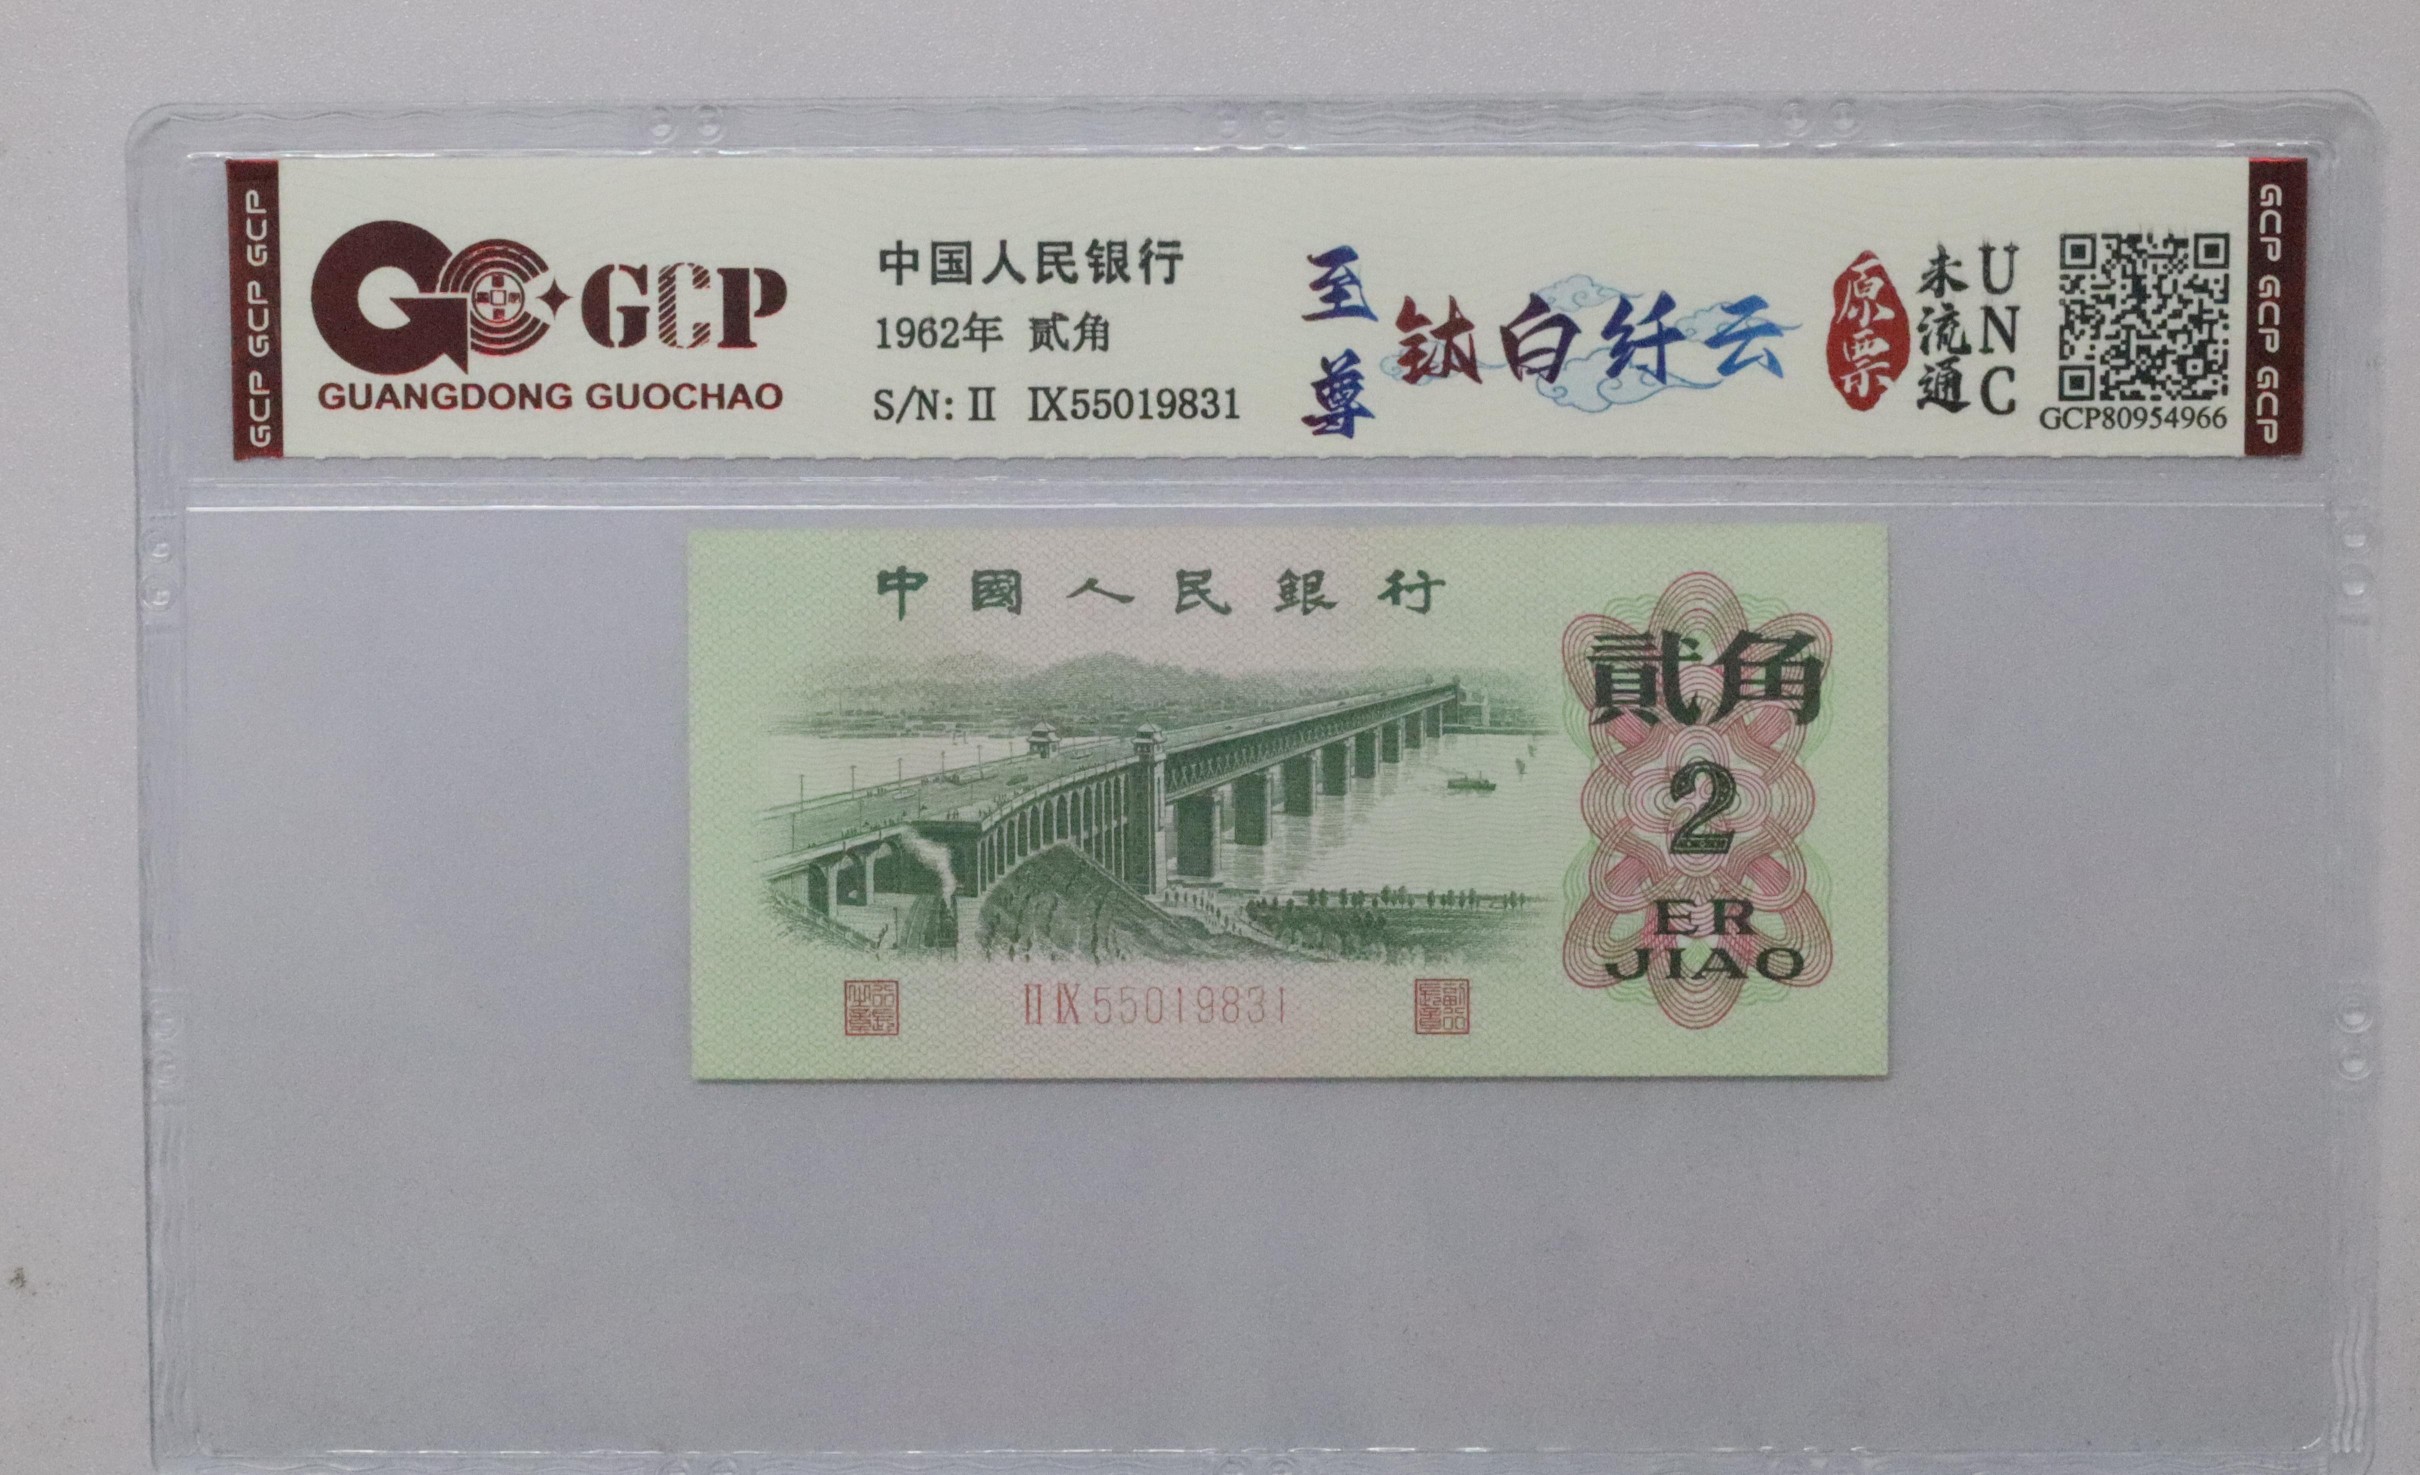 GCP GCP GCP
GCP
GUANGDONG GUOCHAO
中国人民银行
1962年 贰角
S/N: II IX55019831
至尊
钛白纤云
原票
未流通
UNC
GCP80954966
GCP GCP GCP
中國人民銀行
貳角
2
ER
JIAO
II IX 55019831